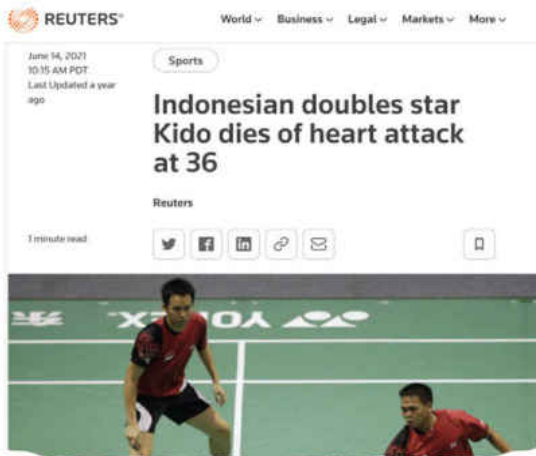 REUTERS®
World Business Legal Markets More
June 14, 2021
10:15 AM PDT
Last Updated a year
ago
Sports
Indonesian doubles star
Kido dies of heart attack
at 36
Reuters
1 minute read
YONEX